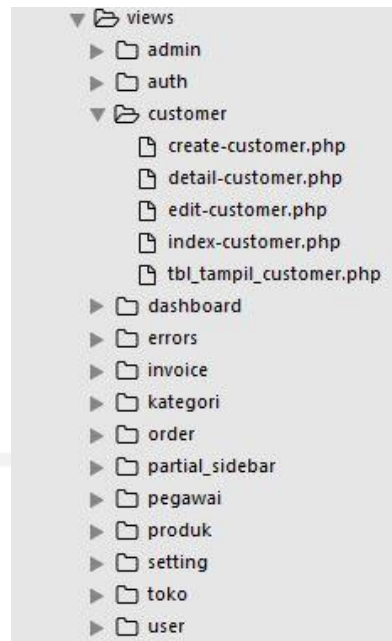 views
admin
auth
customer
create-customer.php
detail-customer.php
edit-customer.php
index-customer.php
tbl_tampil_customer.php
dashboard
errors
invoice
kategori
order
partial_sidebar
pegawai
produk
setting
toko
user